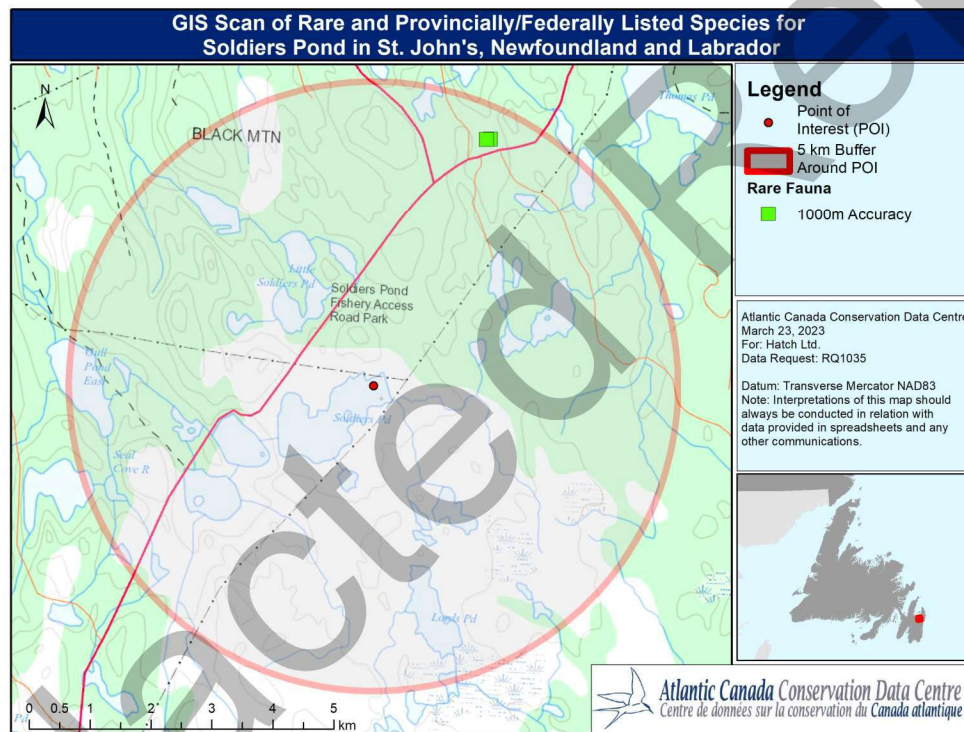 GIS Scan of Rare and Provincially/Federally Listed Species for
Soldiers Pond in St. John's, Newfoundland and Labrador
N
BLACK MTN
Thomas Pd
Little
Soldiers Pd
Soldiers Pond
Fishery Access
Road Park
Gull
Pond
East
Soldiers Pd
Seal
Cove R
Lords Pd
Pd
0 0.5 1 2 3 4 5
km
Legend
Point of
Interest (POI)
5 km Buffer
Around POI
Rare Fauna
1000m Accuracy
Atlantic Canada Conservation Data Centre
March 23, 2023
For: Hatch Ltd.
Data Request: RQ1035
Datum: Transverse Mercator NAD83
Note: Interpretations of this map should
always be conducted in relation with
data provided in spreadsheets and any
other communications.
Atlantic Canada Conservation Data Centre
Centre de données sur la conservation du Canada atlantique
acted Re